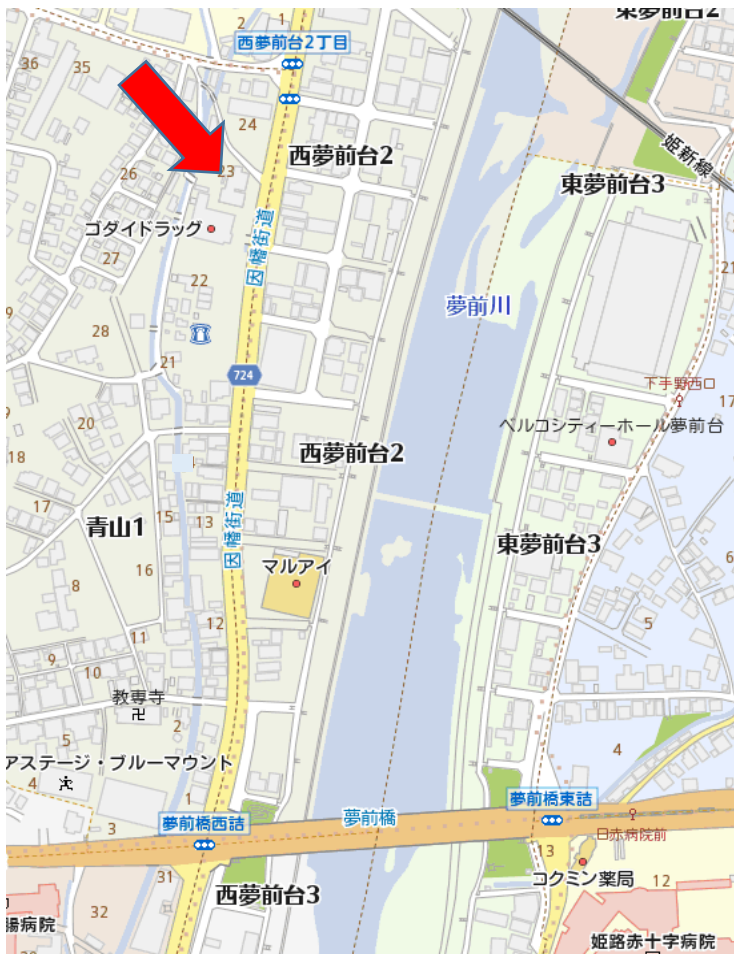 東夢前台2
2
1
西夢前台2丁目
36
35
24
西夢前台2
姫新線
26
23
東夢前台3
ゴダイドラッグ
因幡街道
27
22
21
夢前川
28
21
724
下手野西口
17
20
ベルコシティーホール夢前台
18
西夢前台2
17
因幡街道
15
13
青山1
東夢前台3
マルアイ
16
6
8
12
5
11
9
10
教専寺
2
5
4
アステージ・ブルーマウント
4
1
夢前橋東詰
3
夢前橋西詰
夢前橋
日赤病院前
13
31
コクミン薬局
12
西夢前台3
32
陽病院
姫路赤十字病院